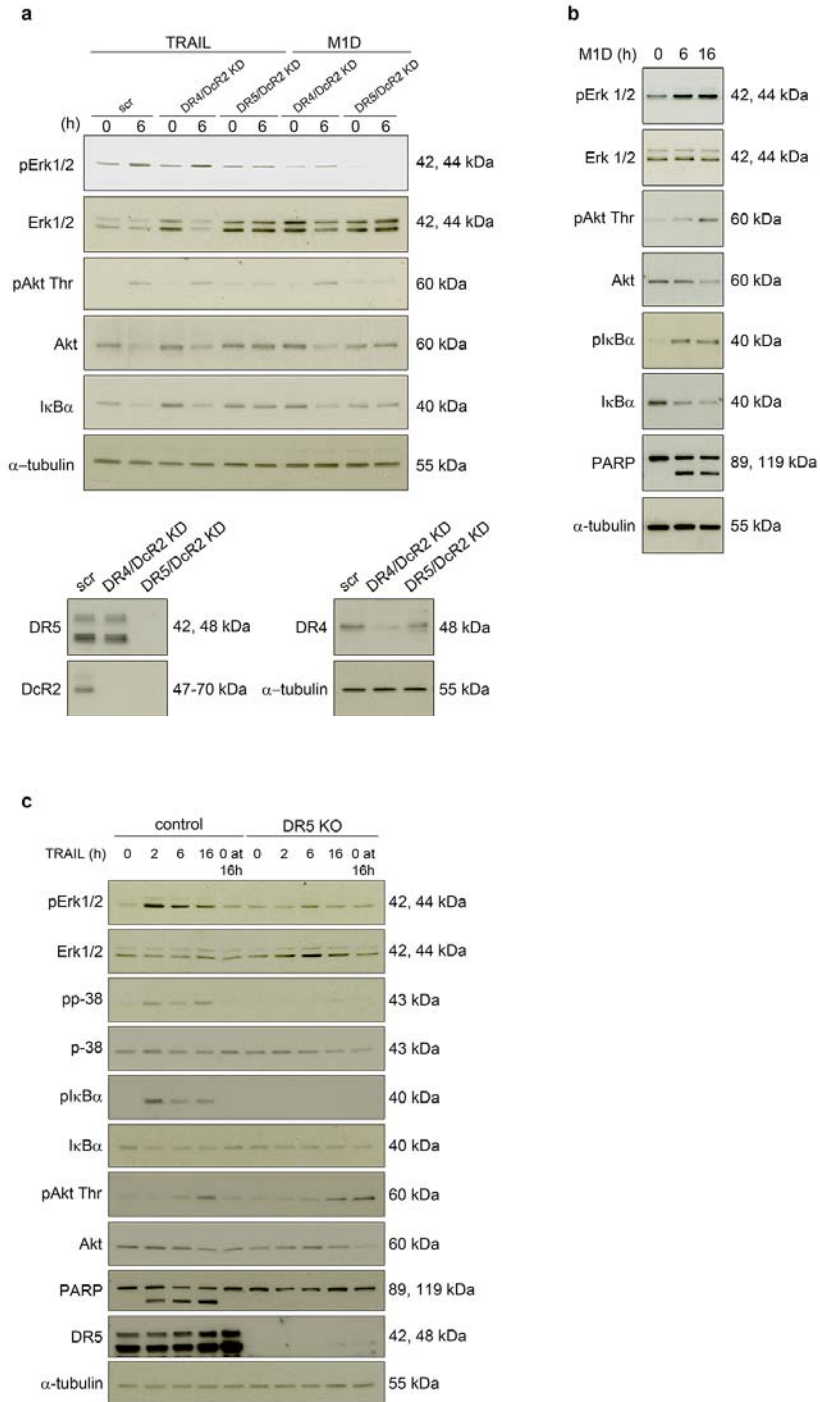 a
TRAIL M1D
scr DR4/DcR2 KD DR5/DcR2 KD DR4/DcR2 KD DR5/DcR2 KD
(h) 0 6 0 6 0 6 0 6 0 6
pErk1/2 42, 44 kDa
Erk1/2 42, 44 kDa
pAkt Thr 60 kDa
Akt 60 kDa
IκBα 40 kDa
α–tubulin 55 kDa
scr DR4/DcR2 KD DR5/DcR2 KD
DR5 42, 48 kDa
DcR2 47-70 kDa
scr DR4/DcR2 KD DR5/DcR2 KD
DR4 48 kDa
α–tubulin 55 kDa
b
M1D (h) 0 6 16
pErk 1/2 42, 44 kDa
Erk 1/2 42, 44 kDa
pAkt Thr 60 kDa
Akt 60 kDa
pIκBα 40 kDa
IκBα 40 kDa
PARP 89, 119 kDa
α-tubulin 55 kDa
c
control DR5 KO
TRAIL (h) 0 2 6 16 0 at 16h 0 2 6 16 0 at 16h
pErk1/2 42, 44 kDa
Erk1/2 42, 44 kDa
pp-38 43 kDa
p-38 43 kDa
pIκBα 40 kDa
IκBα 40 kDa
pAkt Thr 60 kDa
Akt 60 kDa
PARP 89, 119 kDa
DR5 42, 48 kDa
α-tubulin 55 kDa